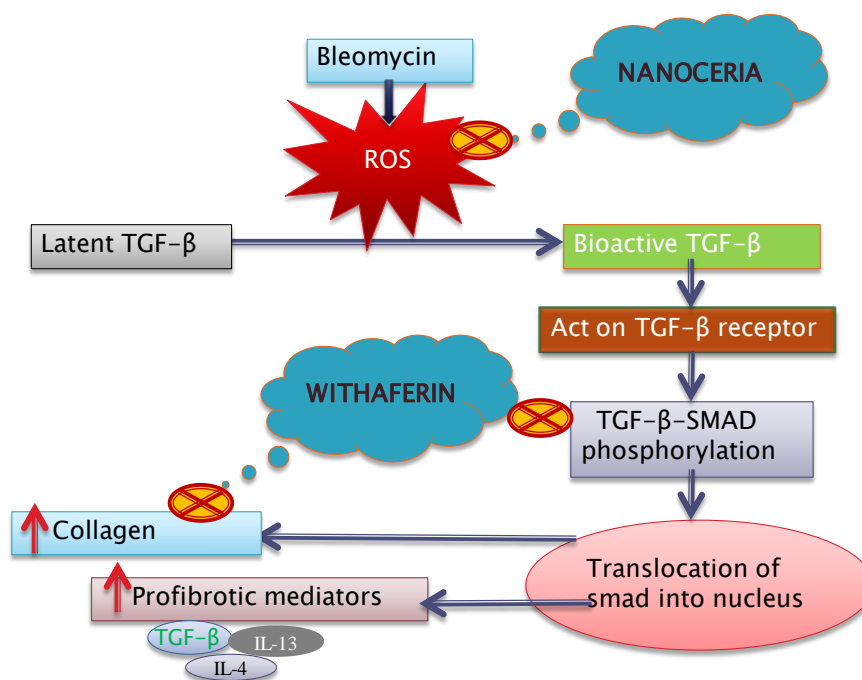 Bleomycin
NANOCERIA
ROS
Latent TGF-β
Bioactive TGF-β
Act on TGF-β receptor
WITHAFERIN
TGF-β-SMAD
phosphorylation
Collagen
Translocation of
smad into nucleus
Profibrotic mediators
TGF-β
IL-13
IL-4